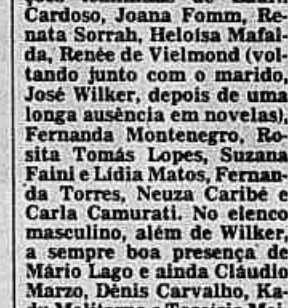 Cardoso, Joana Fomm, Re-
nata Sorrah, Heloísa Mafal-
da, Renée de Vielmond (vol-
tando junto com o marido,
José Wilker, depois de uma
longa ausência em novelas),
Fernanda Montenegro, Ro-
sita Tomás Lopes, Suzana
Faini e Lídia Matos, Fernan-
da Torres, Neuza Caribé e
Carla Camurati. No elenco
masculino, além de Wilker,
a sempre boa presença de
Mário Lago e ainda Cláudio
Marzo, Dênis Carvalho, Ka-